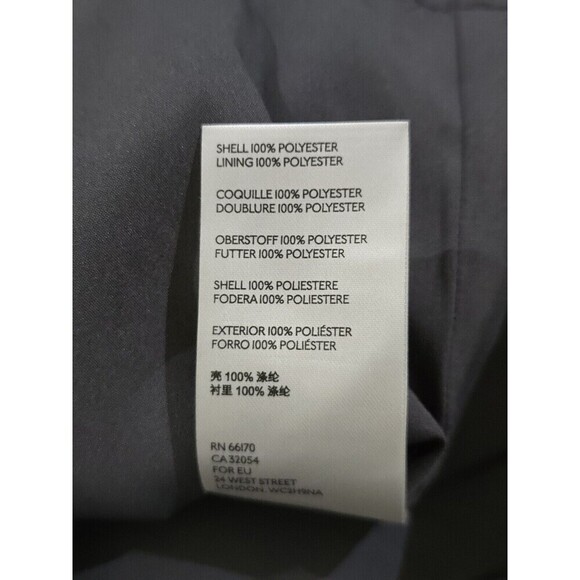 SHELL 100% POLYESTER
LINING 100% POLYESTER
COQUILLE 100% POLYESTER
DOUBLURE 100% POLYESTER
OBERSTOFF 100% POLYESTER
FUTTER 100% POLYESTER
SHELL 100% POLIESTERE
FODERA 100% POLIESTERE
EXTERIOR 100% POLIÉSTER
FORRO 100% POLIÉSTER
壳 100% 涤纶
衬里 100% 涤纶
RN 66170
CA 32054
FOR EU
24 WEST STREET
LONDON, WC2H9NA